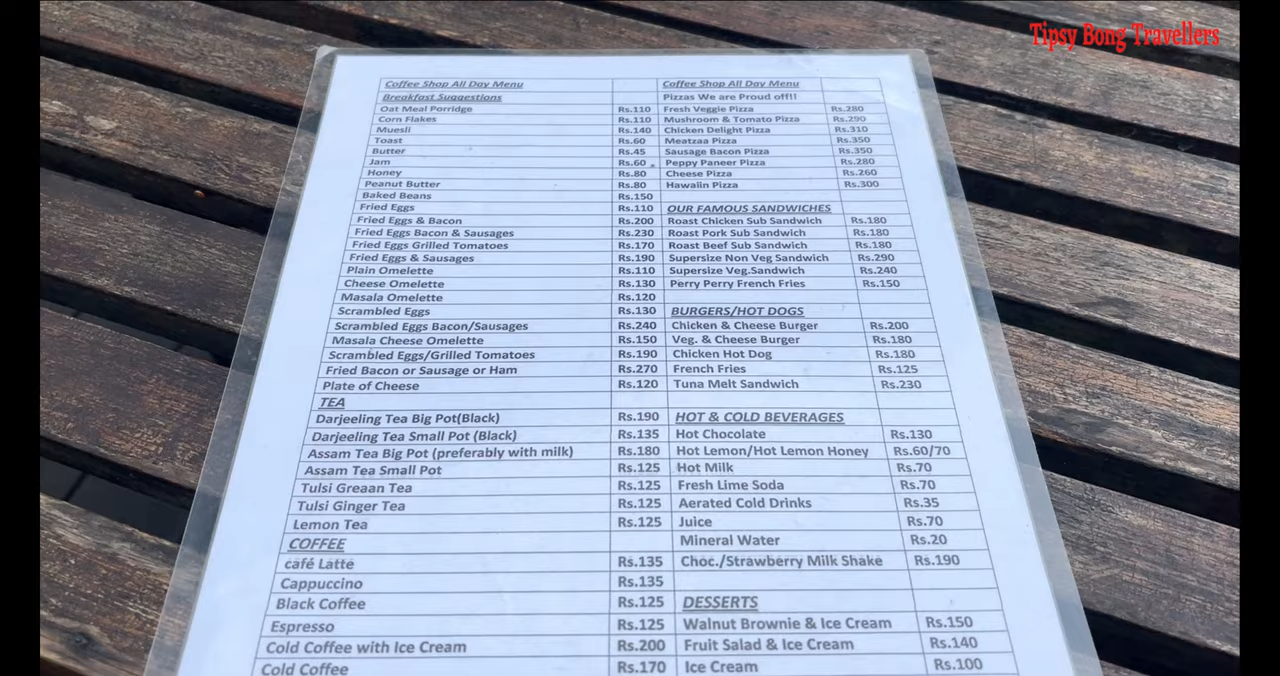 Tipsy Bong Travellers
Coffee Shop All Day Menu
Breakfast Suggestions
Oat Meal Porridge Rs.110
Corn Flakes Rs.110
Muesli Rs.140
Toast Rs.60
Butter Rs.45
Jam Rs.60
Honey Rs.80
Peanut Butter Rs.80
Baked Beans Rs.150
Fried Eggs Rs.110
Fried Eggs & Bacon Rs.200
Fried Eggs Bacon & Sausages Rs.230
Fried Eggs Grilled Tomatoes Rs.170
Fried Eggs & Sausages Rs.190
Plain Omelette Rs.110
Cheese Omelette Rs.130
Masala Omelette Rs.120
Scrambled Eggs Rs.130
Scrambled Eggs Bacon/Sausages Rs.240
Masala Cheese Omelette Rs.150
Scrambled Eggs/Grilled Tomatoes Rs.190
Fried Bacon or Sausage or Ham Rs.270
Plate of Cheese Rs.120
TEA
Darjeeling Tea Big Pot(Black) Rs.190
Darjeeling Tea Small Pot (Black) Rs.135
Assam Tea Big Pot (preferably with milk) Rs.180
Assam Tea Small Pot Rs.125
Tulsi Greaan Tea Rs.125
Tulsi Ginger Tea Rs.125
Lemon Tea Rs.125
COFFEE
café Latte Rs.135
Cappuccino Rs.135
Black Coffee Rs.125
Espresso Rs.125
Cold Coffee with Ice Cream Rs.200
Cold Coffee Rs.170
Coffee Shop All Day Menu
Pizzas We are Proud off!!
Fresh Veggie Pizza Rs.280
Mushroom & Tomato Pizza Rs.290
Chicken Delight Pizza Rs.310
Meatzaa Pizza Rs.350
Sausage Bacon Pizza Rs.350
Peppy Paneer Pizza Rs.280
Cheese Pizza Rs.260
Hawaiin Pizza Rs.300
OUR FAMOUS SANDWICHES
Roast Chicken Sub Sandwich Rs.180
Roast Pork Sub Sandwich Rs.180
Roast Beef Sub Sandwich Rs.180
Supersize Non Veg Sandwich Rs.290
Supersize Veg.Sandwich Rs.240
Perry Perry French Fries Rs.150
BURGERS/HOT DOGS
Chicken & Cheese Burger Rs.200
Veg. & Cheese Burger Rs.180
Chicken Hot Dog Rs.180
French Fries Rs.125
Tuna Melt Sandwich Rs.230
HOT & COLD BEVERAGES
Hot Chocolate Rs.130
Hot Lemon/Hot Lemon Honey Rs.60/70
Hot Milk Rs.70
Fresh Lime Soda Rs.70
Aerated Cold Drinks Rs.35
Juice Rs.70
Mineral Water Rs.20
Choc./Strawberry Milk Shake Rs.190
DESSERTS
Walnut Brownie & Ice Cream Rs.150
Fruit Salad & Ice Cream Rs.140
Ice Cream Rs.100